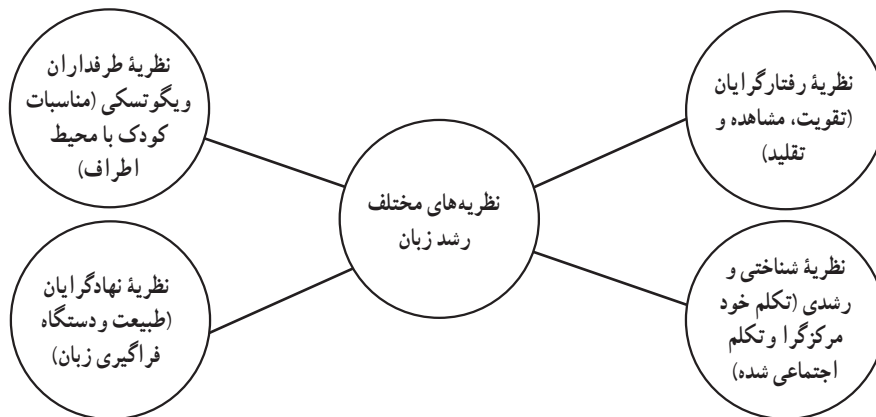 نظریهٔ رفتارگرایان
(تقویت، مشاهده و
تقلید)
نظریهٔ طرفداران
ویگوتسکی (مناسبات
کودک با محیط
اطراف)
نظریه‌های مختلف
رشد زبان
نظریهٔ شناختی و
رشدی (تکلم خود
مرکزگرا و تکلم
اجتماعی شده)
نظریهٔ نهادگرایان
(طبیعت و دستگاه
فراگیری زبان)